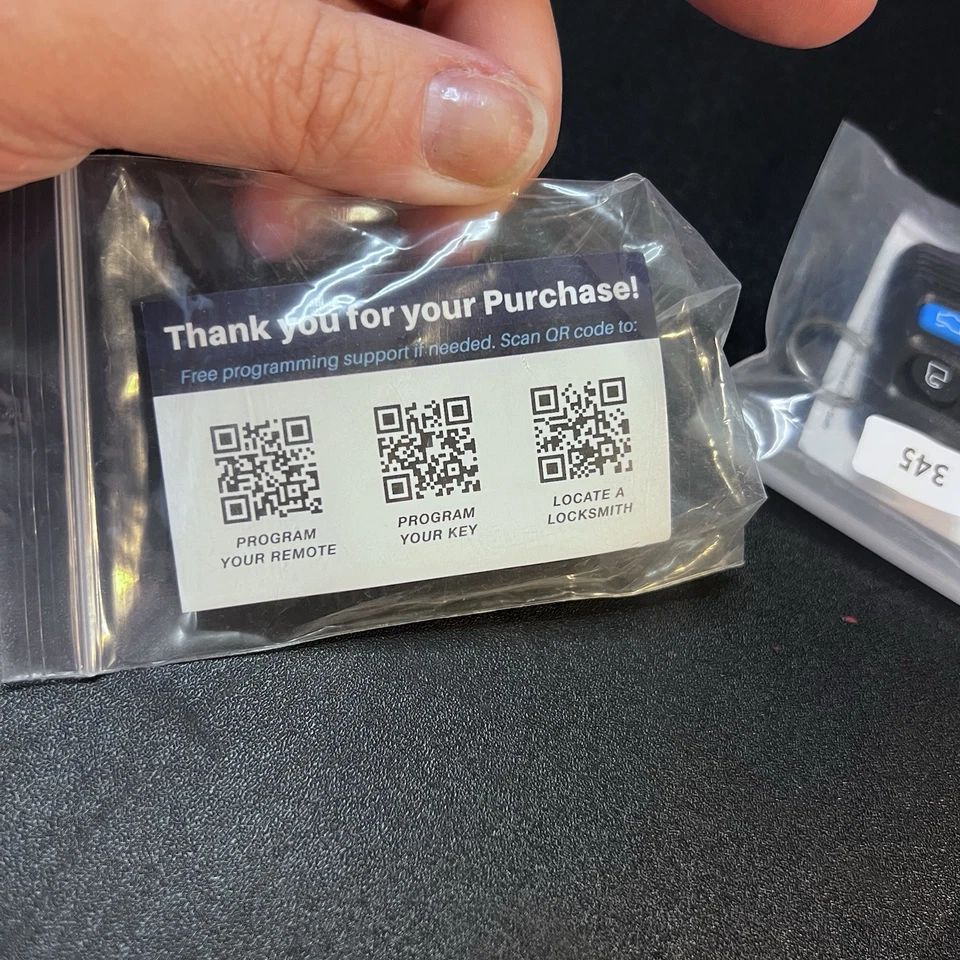 Thank you for your Purchase!
Free programming support if needed. Scan QR code to:
PROGRAM
YOUR REMOTE
PROGRAM
YOUR KEY
LOCATE A
LOCKSMITH
345